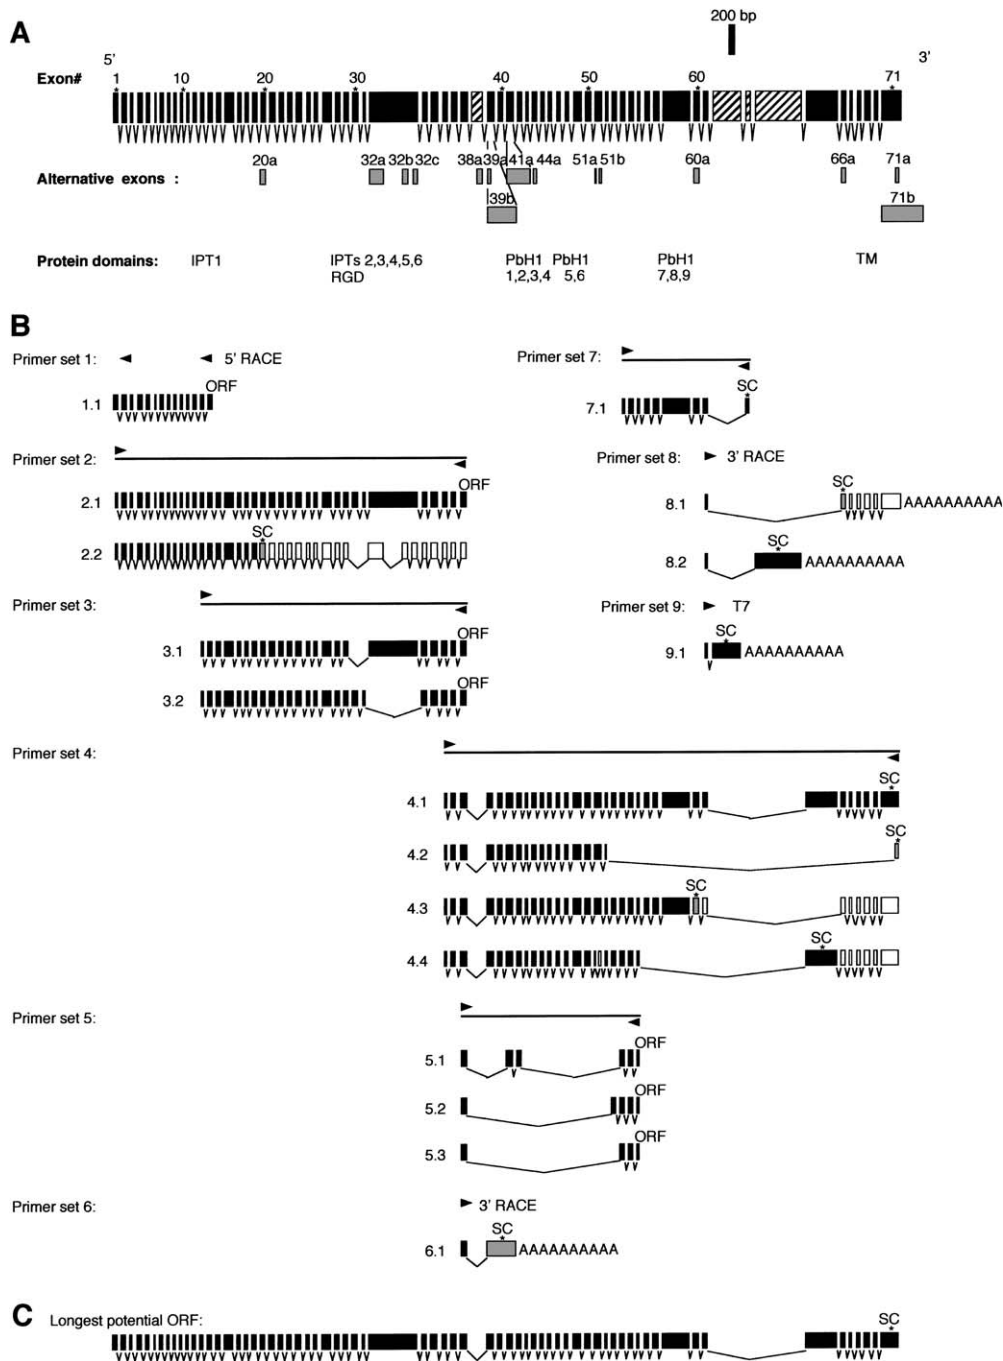 A
200 bp
5’
3’
Exon#
1 10 20 30 40 50 60 71
20a 32a 32b 32c 38a 39a 41a 44a 51a 51b 60a 66a 71a
Alternative exons :
39b 71b
Protein domains: IPT1 IPTs 2,3,4,5,6 PbH1 PbH1 PbH1 TM
RGD 1,2,3,4 5,6 7,8,9
B
Primer set 1: 5’ RACE
ORF
1.1
Primer set 2:
ORF
2.1
SC
2.2
Primer set 3:
ORF
3.1
ORF
3.2
Primer set 7:
SC
7.1
Primer set 8: 3’ RACE
SC
8.1 AAAAAAAAAA
SC
8.2 AAAAAAAAAA
Primer set 9: T7
SC
9.1 AAAAAAAAAA
Primer set 4:
SC
4.1
SC
4.2
SC
4.3
SC
4.4
Primer set 5:
ORF
5.1
ORF
5.2
ORF
5.3
Primer set 6: 3’ RACE
SC
6.1 AAAAAAAAAA
C
Longest potential ORF:
SC